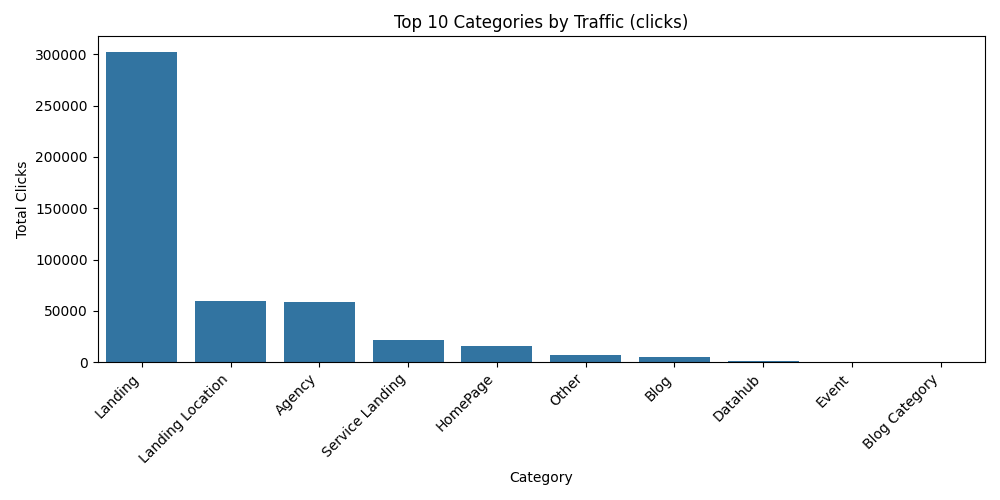 Top 10 Categories by Traffic (clicks)
300000
250000
200000
150000
100000
50000
0
Total Clicks
Landing
Landing Location
Agency
Service Landing
HomePage
Other
Blog
Datahub
Event
Blog Category
Category